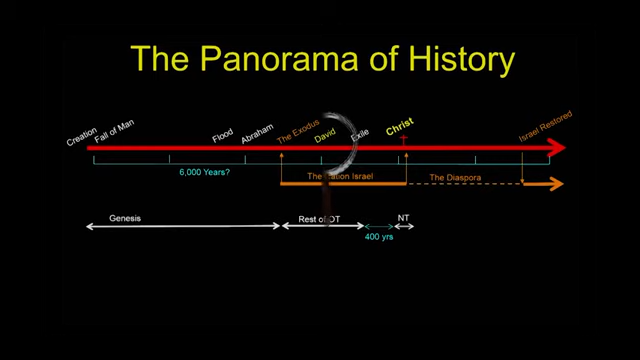 The Panorama of History
Creation
Fall of Man
Flood
Abraham
The Exodus
David
Exile
Christ
Israel Restored
6,000 Years?
The Nation Israel
The Diaspora
Genesis
Rest of OT
400 yrs
NT